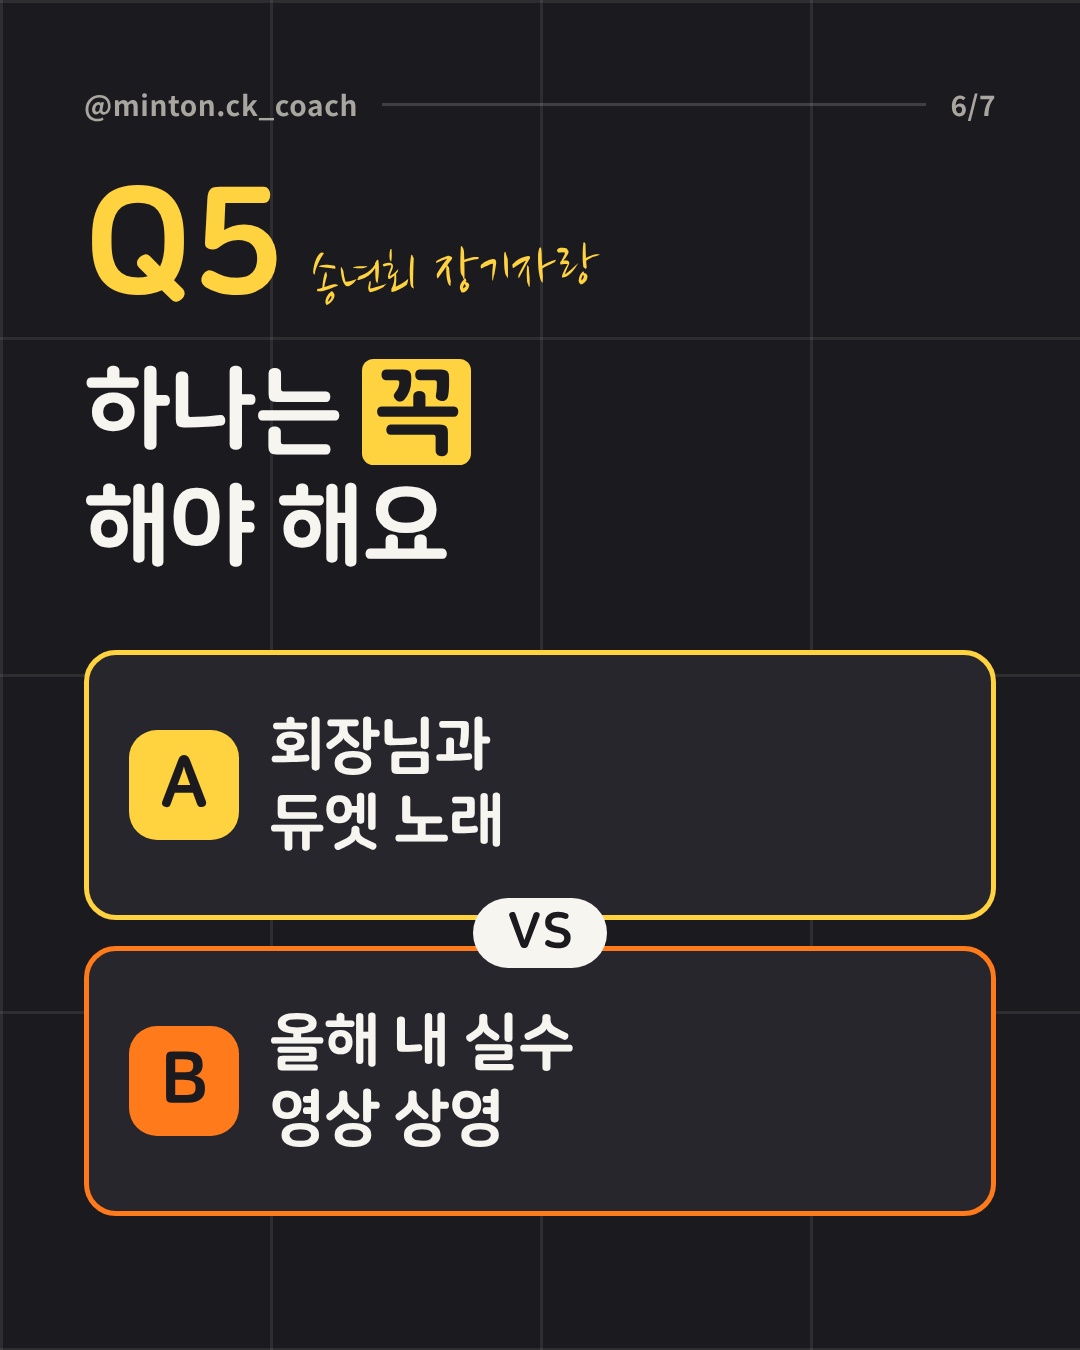 @minton.ck_coach 6/7
Q5 송년회 장기자랑
하나는 꼭
해야 해요
A
회장님과
듀엣 노래
VS
B
올해 내 실수
영상 상영